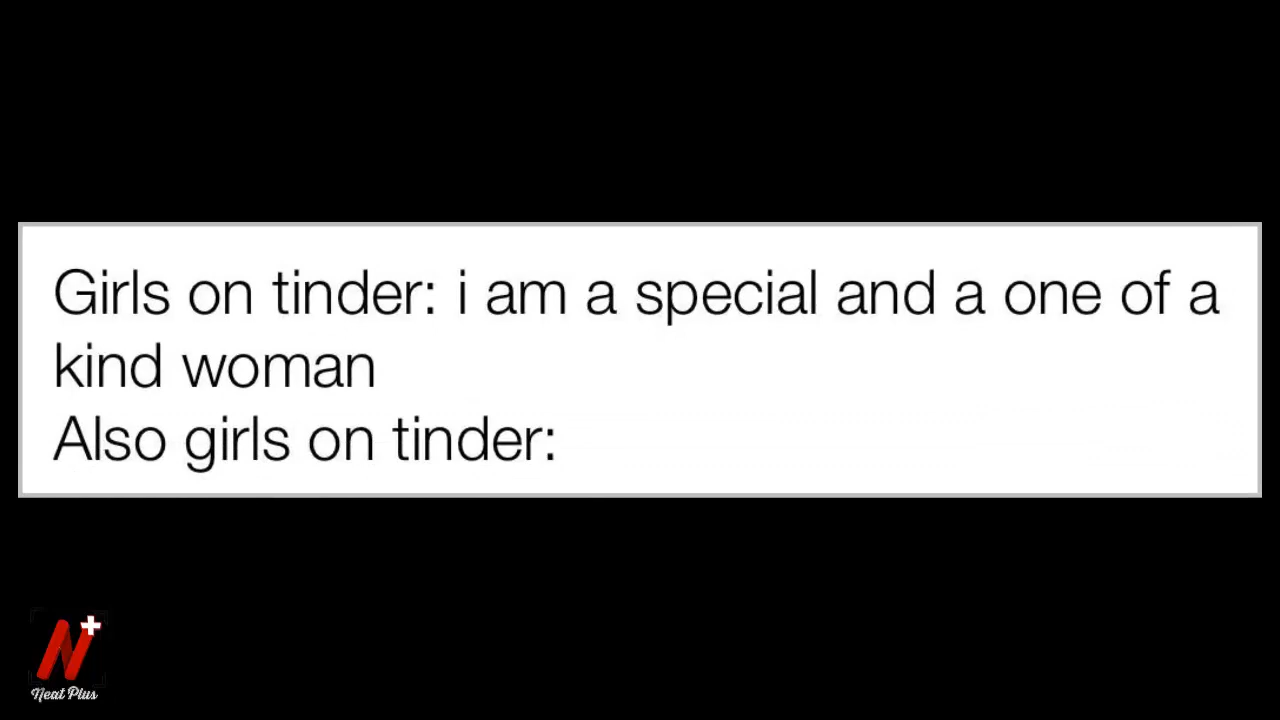 Girls on tinder: i am a special and a one of a
kind woman
Also girls on tinder:
N+
Neat Plus